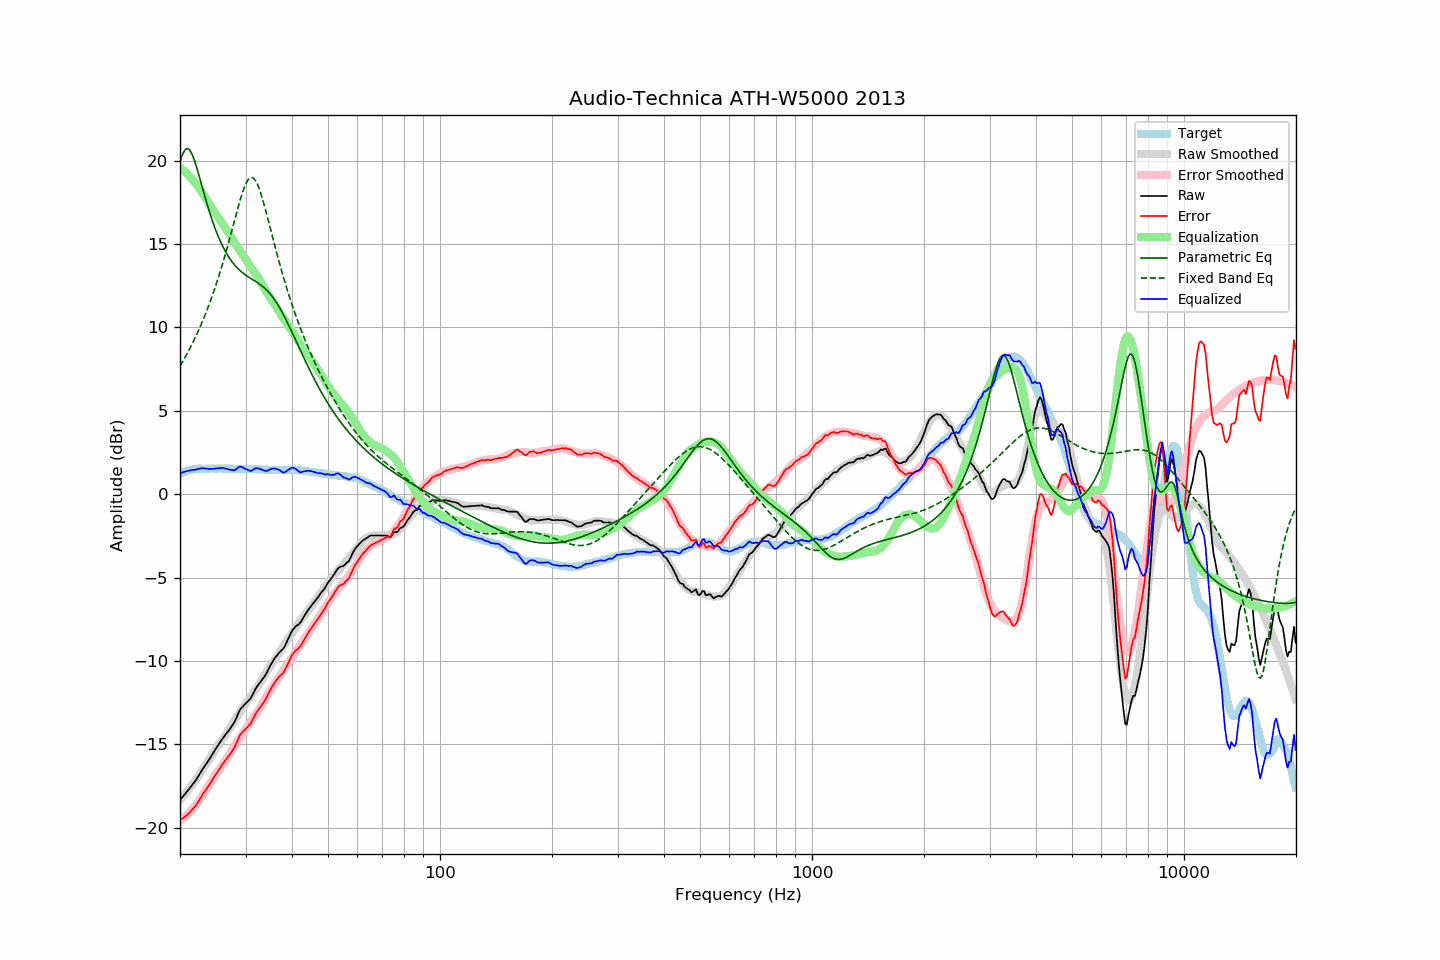 Audio-Technica ATH-W5000 2013
Target
Raw Smoothed
Error Smoothed
Raw
Error
Equalization
Parametric Eq
Fixed Band Eq
Equalized
Amplitude (dBr)
20
15
10
5
0
−5
−10
−15
−20
100
1000
10000
Frequency (Hz)